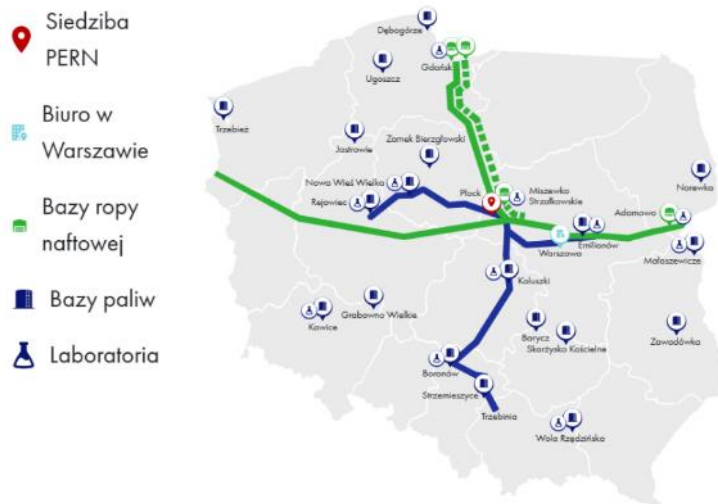 Siedziba
PERN
Biuro w
Warszawie
Bazy ropy
naftowej
Bazy paliw
Laboratoria
Dębogórze
Gdańsk
Ugoszcz
Trzebież
Jastrowie
Zamek Bierzgłowski
Nowa Wieś Wielka
Rejowiec
Płock
Miszewko
Strzałkowskie
Narewka
Adamowo
Emilianów
Warszawa
Małaszewicze
Koluszki
Kawice
Grabowno Wielkie
Barycz
Skarżysko Kościelne
Zawadówka
Boronów
Strzemieszyce
Trzebinia
Wola Rzędzińska